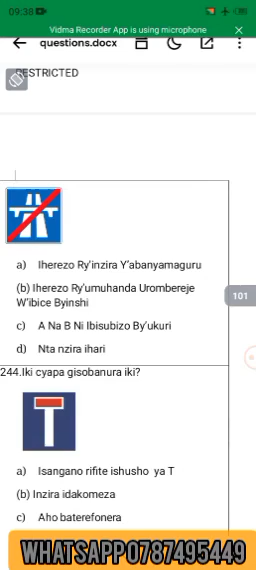 09:38
Vidma Recorder App is using microphone
questions.docx
RESTRICTED
a) Iherezo Ry'inzira Y'abanyamaguru
(b) Iherezo Ry'umuhanda Urombereje
W'ibice Byinshi
101
c) A Na B Ni Ibisubizo By'ukuri
d) Nta nzira ihari
244.Iki cyapa gisobanura iki?
a) Isangano rifite ishusho ya T
(b) Inzira idakomeza
c) Aho baterefonera
WHATSAPP0787495449